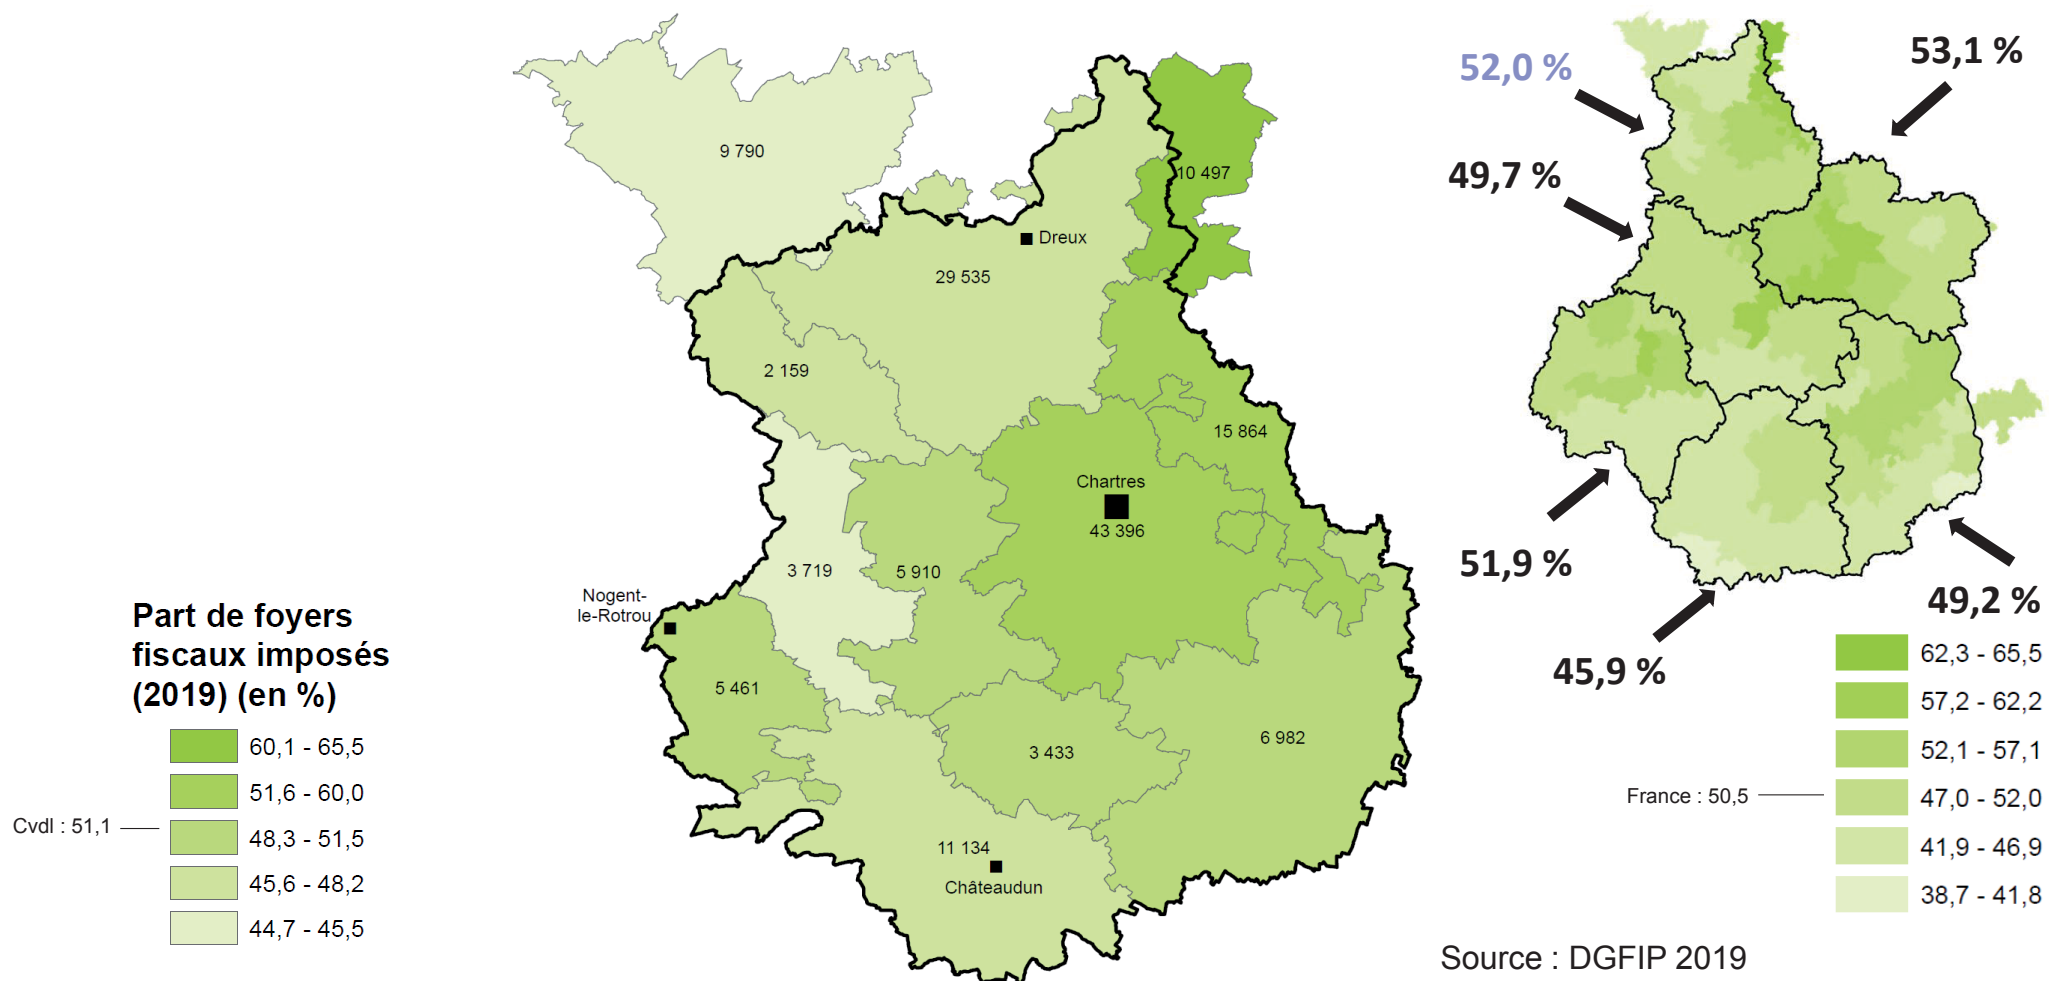 Part de foyers
fiscaux imposés
(2019) (en %)
60,1 - 65,5
51,6 - 60,0
48,3 - 51,5
45,6 - 48,2
44,7 - 45,5
Cvdl : 51,1
9 790
10 497
Dreux
29 535
2 159
15 864
Chartres
43 396
3 719
5 910
Nogent-
le-Rotrou
5 461
3 433
6 982
11 134
Châteaudun
52,0 %
53,1 %
49,7 %
51,9 %
45,9 %
49,2 %
62,3 - 65,5
57,2 - 62,2
52,1 - 57,1
47,0 - 52,0
41,9 - 46,9
38,7 - 41,8
France : 50,5
Source : DGFIP 2019